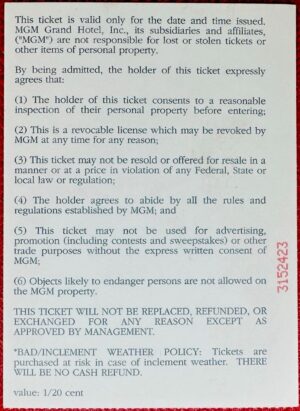 This ticket is valid only for the date and time issued.
MGM Grand Hotel, Inc., its subsidiaries and affiliates,
("MGM") are not responsible for lost or stolen tickets or
other items of personal property.
By being admitted, the holder of this ticket expressly
agrees that:
(1) The holder of this ticket consents to a reasonable
inspection of their personal property before entering;
(2) This is a revocable license which may be revoked by
MGM at any time for any reason;
(3) This ticket may not be resold or offered for resale in a
manner or at a price in violation of any Federal, State or
local law or regulation;
(4) The holder agrees to abide by all the rules and
regulations established by MGM; and
(5) This ticket may not be used for advertising,
promotion (including contests and sweepstakes) or other
trade purposes without the express written consent of
MGM;
(6) Objects likely to endanger persons are not allowed on
the MGM property.
THIS TICKET WILL NOT BE REPLACED, REFUNDED, OR
EXCHANGED FOR ANY REASON EXCEPT AS
APPROVED BY MANAGEMENT.
*BAD/INCLEMENT WEATHER POLICY: Tickets are
purchased at risk in case of inclement weather. THERE
WILL BE NO CASH REFUND.
value: 1/20 cent
3152423